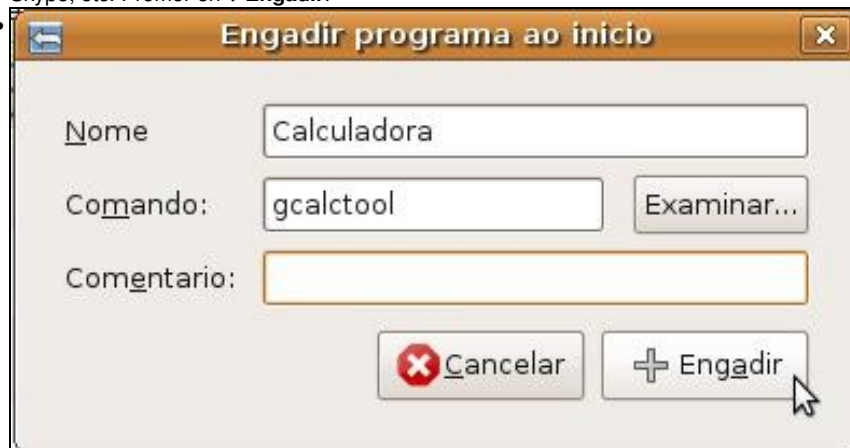 Engadir programa ao inicio
Nome Calculadora
Comando: gcalctool Examinar...
Comentario:
Cancelar Engadir